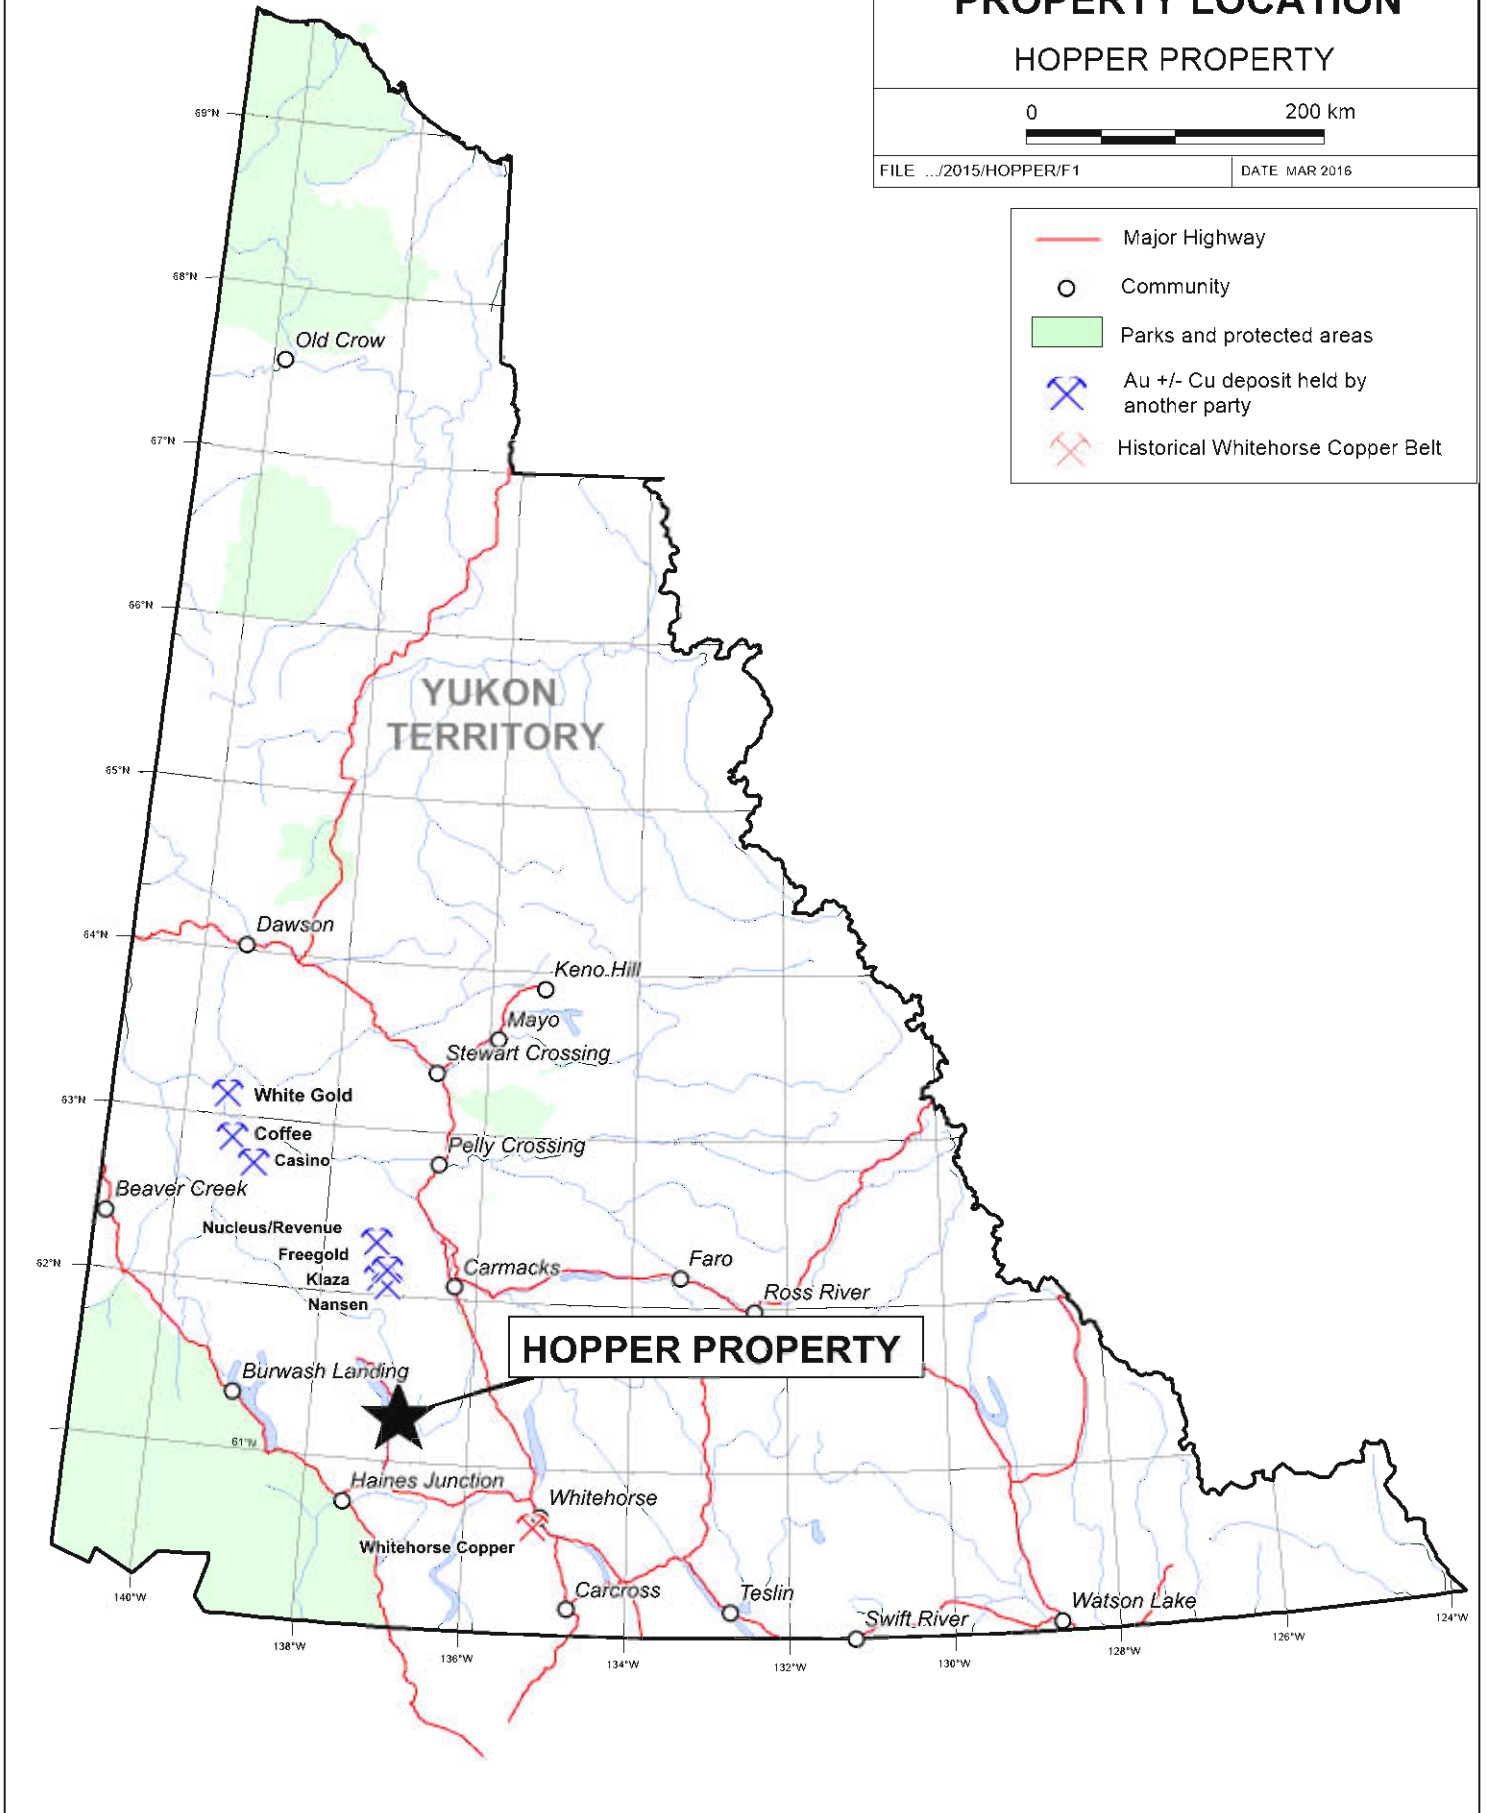 PROPERTY LOCATION
HOPPER PROPERTY
0 200 km
FILE .../2015/HOPPER/F1 DATE MAR 2016
Major Highway
Community
Parks and protected areas
Au +/- Cu deposit held by
another party
Historical Whitehorse Copper Belt
69°N
68°N
Old Crow
67°N
66°N
YUKON
TERRITORY
65°N
Dawson
64°N
Keno Hill
Mayo
Stewart Crossing
White Gold
63°N
Coffee
Pelly Crossing
Casino
Beaver Creek
Nucleus/Revenue
Freegold
62°N
Carmacks
Faro
Klaza
Ross River
Nansen
HOPPER PROPERTY
Burwash Landing
61°N
Haines Junction
Whitehorse
Whitehorse Copper
Carcross
Teslin
Watson Lake
Swift River
140°W
138°W
136°W
134°W
132°W
130°W
128°W
126°W
124°W